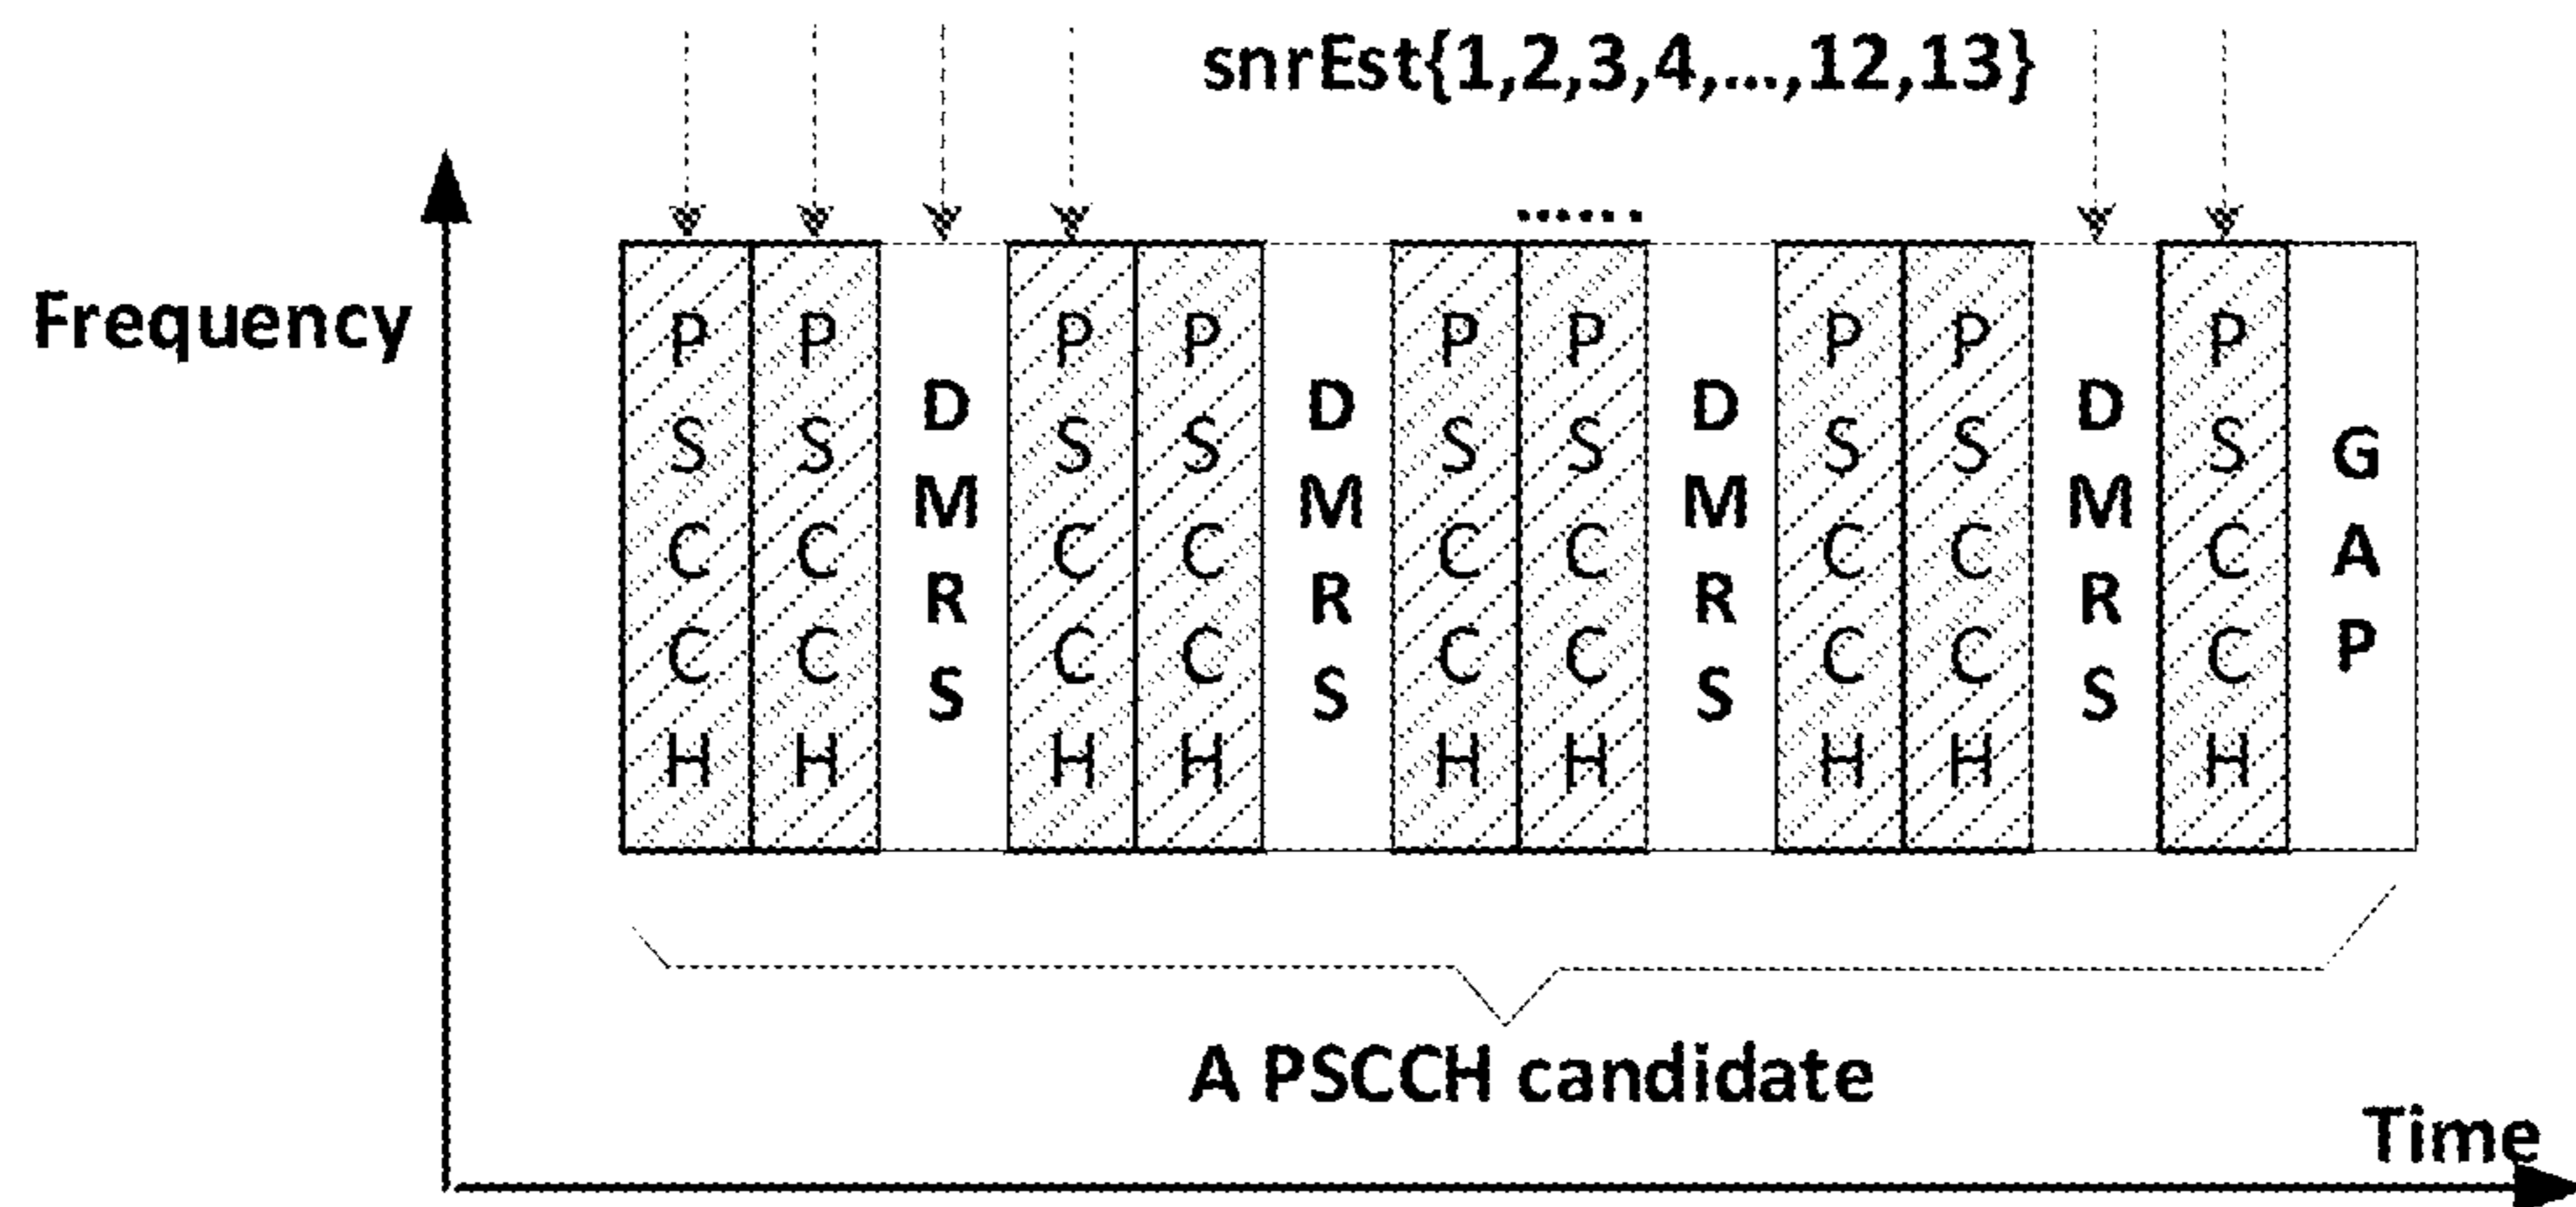 snrEst{1,2,3,4,...,12,13}
......
Frequency
PSCCH
PSCCH
DMRS
PSCCH
PSCCH
DMRS
PSCCH
PSCCH
DMRS
PSCCH
PSCCH
DMRS
PSCCH
GAP
A PSCCH candidate
Time